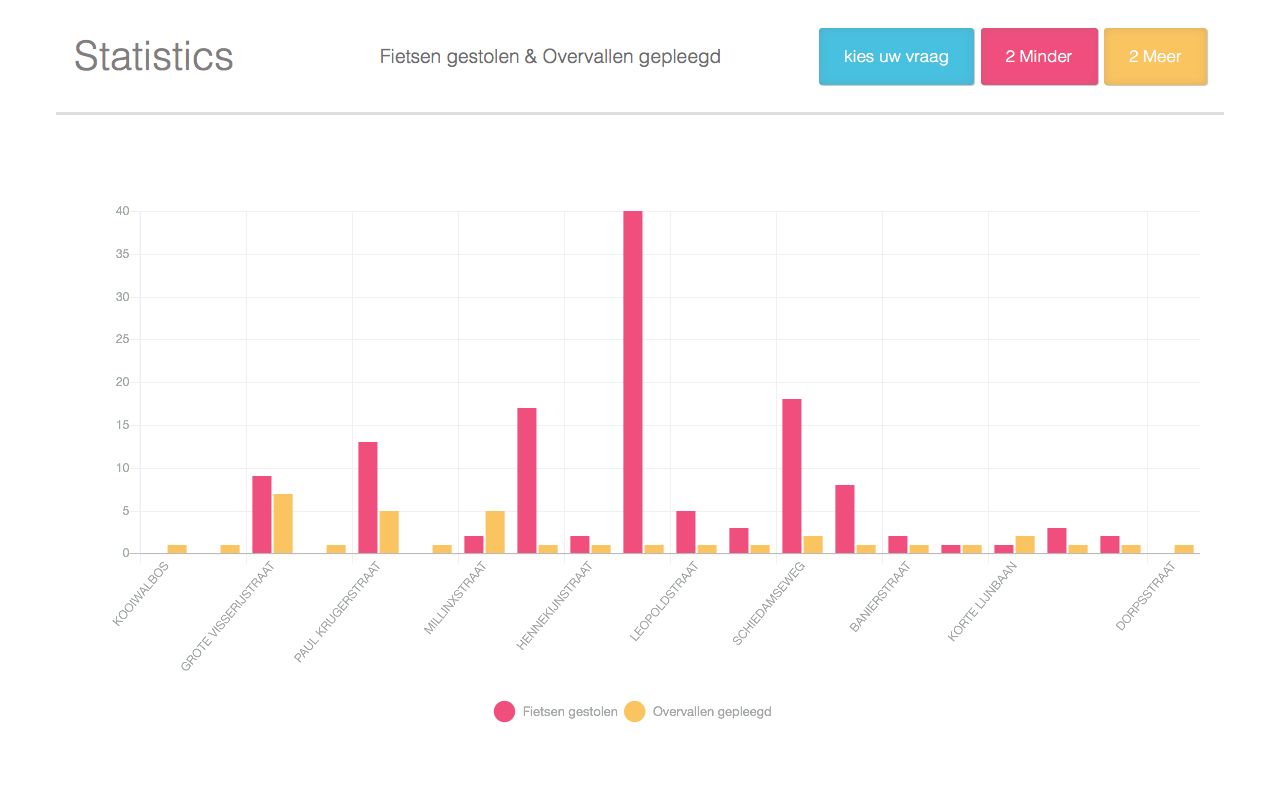 Statistics
Fietsen gestolen & Overvallen gepleegd
kies uw vraag
2 Minder
2 Meer
40
35
30
25
20
15
10
5
0
KOOIWALBOS
GROTE VISSERIJSTRAAT
PAUL KRUGERSTRAAT
MILLINXSTRAAT
HENNEKIJNSTRAAT
LEOPOLDSTRAAT
SCHIEDAMSEWEG
BANIERSTRAAT
KORTE LIJNBAAN
DORPSSTRAAT
Fietsen gestolen
Overvallen gepleegd